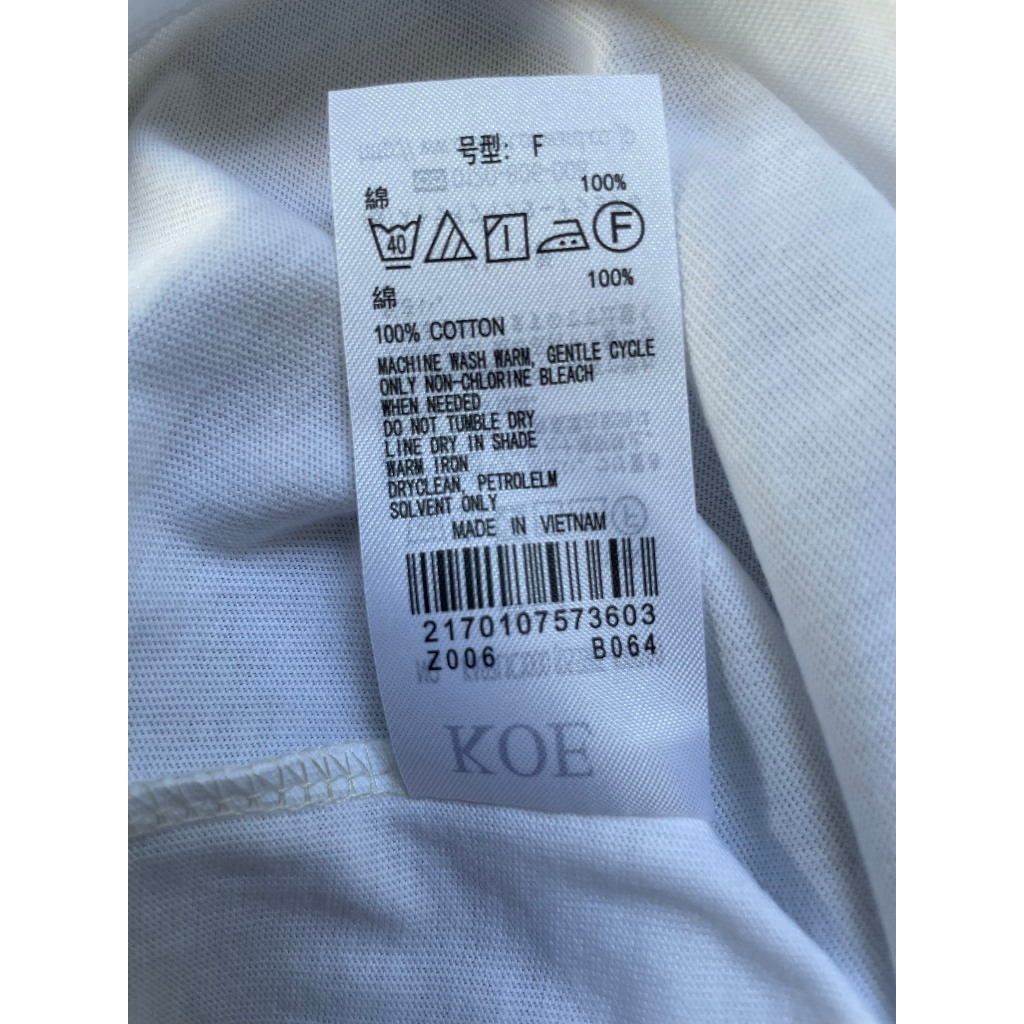 号型: F
綿 100%
40 F
綿 100%
100% COTTON
MACHINE WASH WARM, GENTLE CYCLE
ONLY NON-CHLORINE BLEACH
WHEN NEEDED
DO NOT TUMBLE DRY
LINE DRY IN SHADE
WARM IRON
DRYCLEAN, PETROLELM
SOLVENT ONLY
MADE IN VIETNAM
2170107573603
Z006 B064
KOE